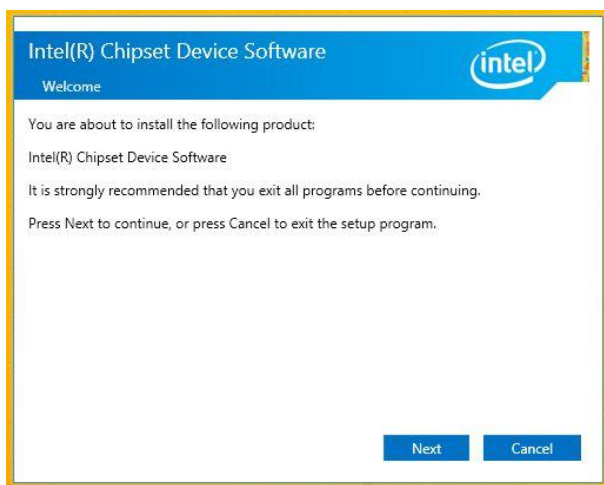 Intel(R) Chipset Device Software
intel
Welcome
You are about to install the following product:
Intel(R) Chipset Device Software
It is strongly recommended that you exit all programs before continuing.
Press Next to continue, or press Cancel to exit the setup program.
Next Cancel